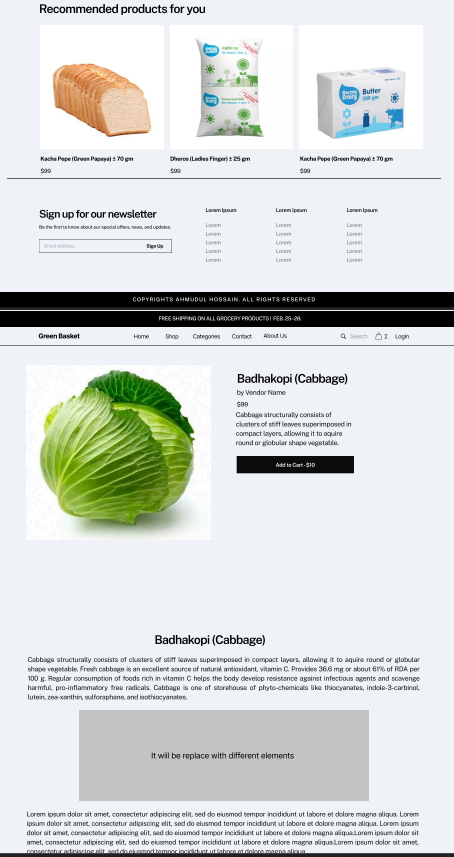 Recommended products for you
Kacha Pepe (Green Papaya) ± 70 gm
$99
Dheros (Ladies Finger) ± 25 gm
$99
Butter
200 gm
Kacha Pepe (Green Papaya) ± 70 gm
$99
Sign up for our newsletter
Be the first to know about our special offers, news, and updates.
Email Address Sign Up
Lorem Ipsum
Lorem
Lorem
Lorem
Lorem
Lorem
Lorem Ipsum
Lorem
Lorem
Lorem
Lorem
Lorem
Lorem Ipsum
Lorem
Lorem
Lorem
Lorem
Lorem
COPYRIGHTS AHMUDUL HOSSAIN. ALL RIGHTS RESERVED
FREE SHIPPING ON ALL GROCERY PRODUCTS ! FEB. 25–28.
Green Basket Home Shop Categories Contact About Us Search 2 Login
Badhakopi (Cabbage)
by Vendor Name
$99
Cabbage structurally consists of
clusters of stiff leaves superimposed in
compact layers, allowing it to aquire
round or globular shape vegetable.
Add to Cart - $10
Badhakopi (Cabbage)
Cabbage structurally consists of clusters of stiff leaves superimposed in compact layers, allowing it to aquire round or globular
shape vegetable. Fresh cabbage is an excellent source of natural antioxidant, vitamin C. Provides 36.6 mg or about 61% of RDA per
100 g. Regular consumption of foods rich in vitamin C helps the body develop resistance against infectious agents and scavenge
harmful, pro-inflammatory free radicals. Cabbage is one of storehouse of phyto-chemicals like thiocyanates, indole-3-carbinol,
lutein, zea-xanthin, sulforaphane, and isothiocyanates.
It will be replace with different elements
Lorem ipsum dolor sit amet, consectetur adipiscing elit, sed do eiusmod tempor incididunt ut labore et dolore magna aliqua. Lorem
ipsum dolor sit amet, consectetur adipiscing elit, sed do eiusmod tempor incididunt ut labore et dolore magna aliqua. Lorem ipsum
dolor sit amet, consectetur adipiscing elit, sed do eiusmod tempor incididunt ut labore et dolore magna aliqua.Lorem ipsum dolor sit
amet, consectetur adipiscing elit, sed do eiusmod tempor incididunt ut labore et dolore magna aliqua.Lorem ipsum dolor sit amet,
consectetur adipiscing elit, sed do eiusmod tempor incididunt ut labore et dolore magna aliqua.